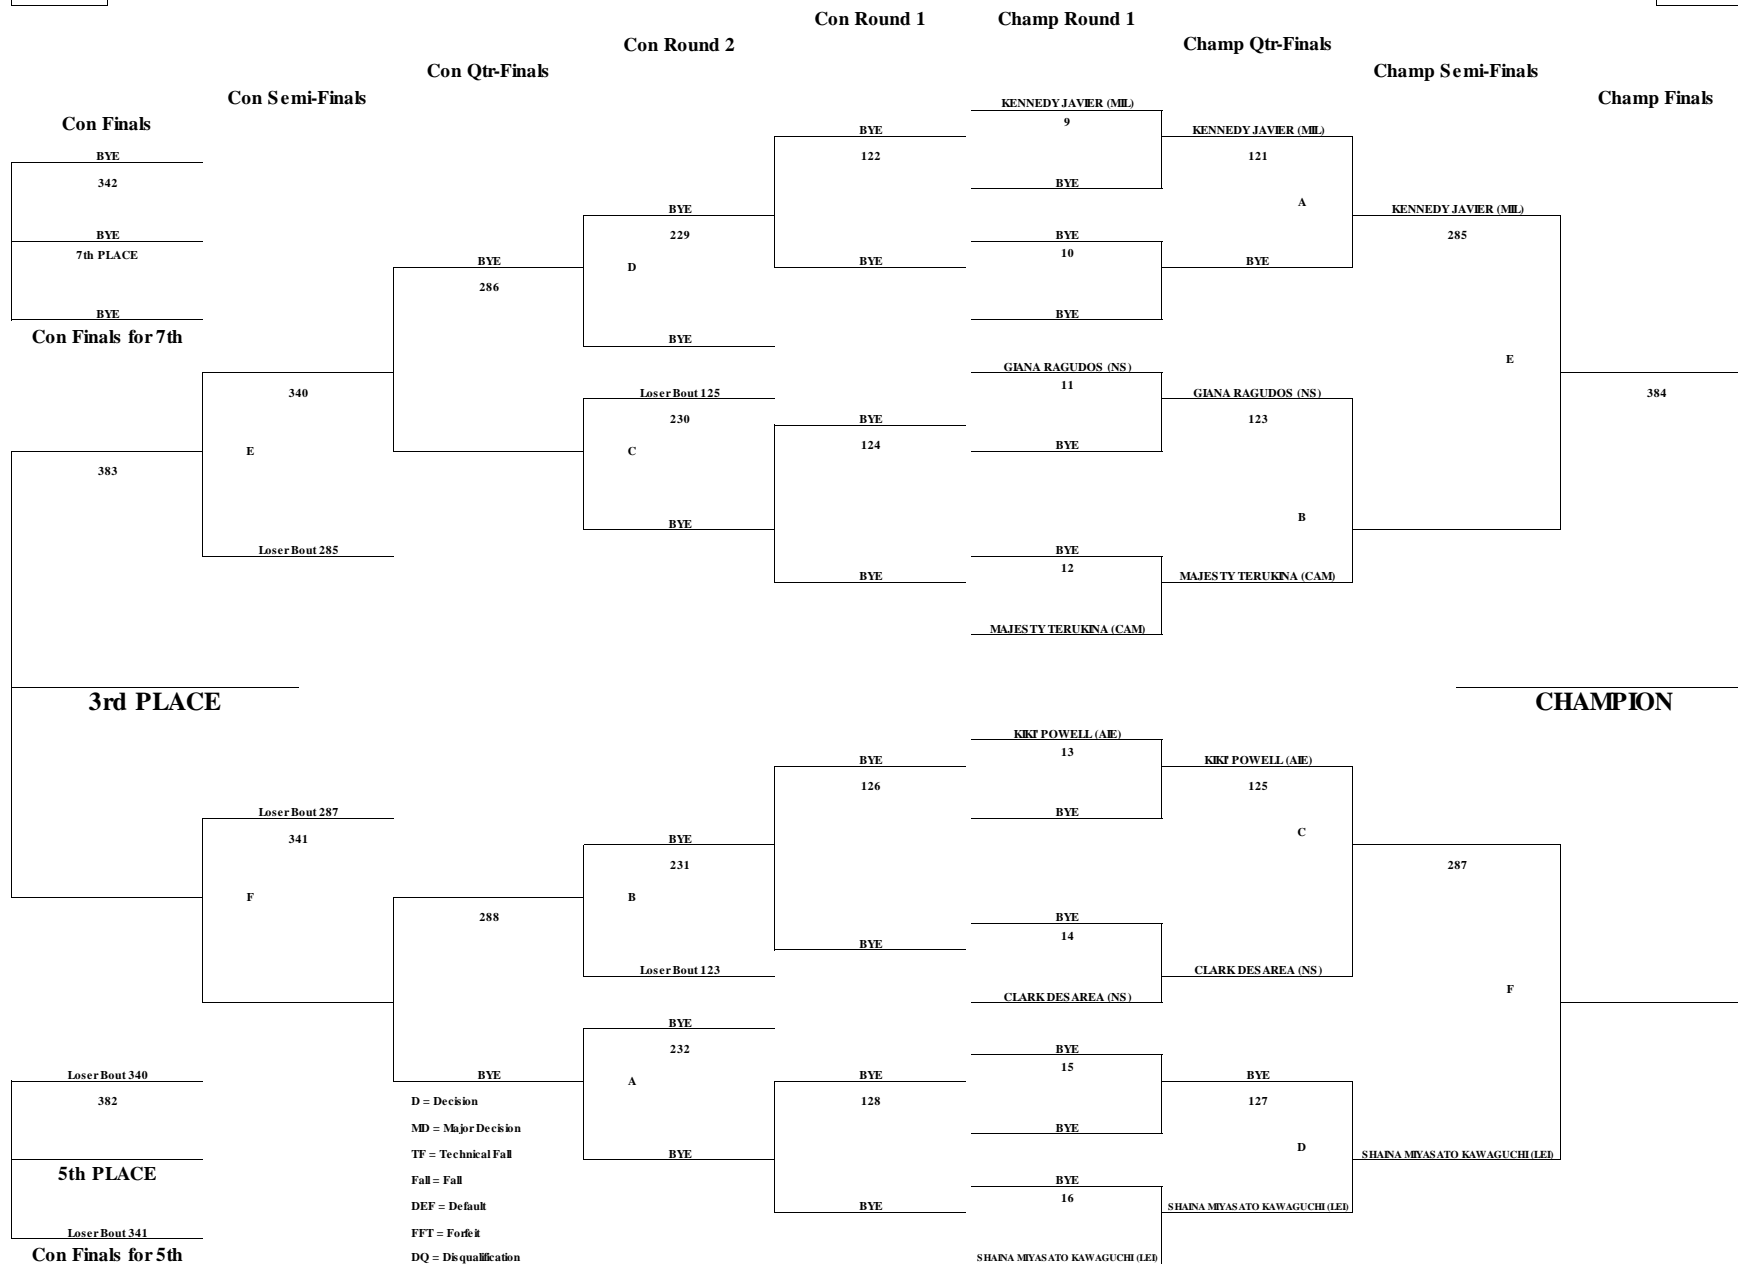 Con Round 1
Champ Round 1
Con Round 2
Champ Qtr-Finals
Con Qtr-Finals
Champ Semi-Finals
Con Semi-Finals
Champ Finals
Con Finals
KENNEDY JAVIER (MIL)
9
BYE
KENNEDY JAVIER (MIL)
BYE
122
121
342
BYE
A
BYE
KENNEDY JAVIER (MIL)
BYE
BYE
229
285
7th PLACE
10
BYE
D
BYE
BYE
286
BYE
BYE
Con Finals for 7th
BYE
E
GIANA RAGUDOS (NS)
11
340
Loser Bout 125
GIANA RAGUDOS (NS)
384
230
BYE
123
124
BYE
E
C
383
B
BYE
Loser Bout 285
BYE
12
BYE
MAJESTY TERUKINA (CAM)
MAJESTY TERUKINA (CAM)
3rd PLACE
CHAMPION
KIKI' POWELL (AIE)
13
BYE
KIKI' POWELL (AIE)
126
125
Loser Bout 287
BYE
341
BYE
C
231
287
F
B
288
BYE
14
BYE
Loser Bout 123
CLARK DESAREA (NS)
F
CLARK DESAREA (NS)
BYE
232
BYE
15
Loser Bout 340
BYE
A
BYE
BYE
382
D = Decision
128
127
MD = Major Decision
BYE
D
TF = Technical Fall
BYE
SHAINA MIYASATO KAWAGUCHI (LEI)
5th PLACE
Fall = Fall
BYE
16
DEF = Default
BYE
SHAINA MIYASATO KAWAGUCHI (LEI)
Loser Bout 341
FFT = Forfeit
Con Finals for 5th
DQ = Disqualification
SHAINA MIYASATO KAWAGUCHI (LEI)